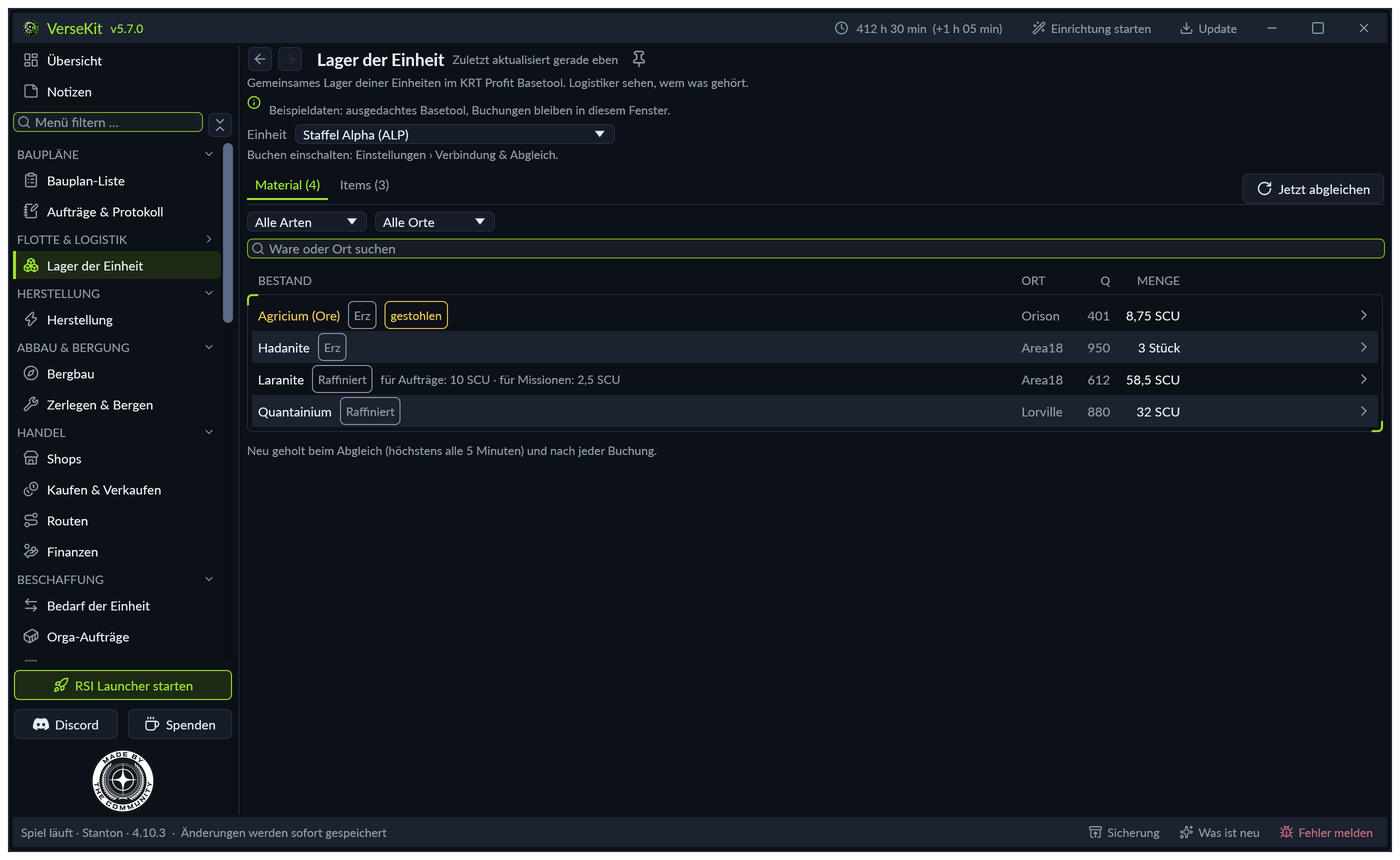 VerseKit v5.7.0
412 h 30 min (+1 h 05 min)
Einrichtung starten
Update
Übersicht
Notizen
Menü filtern ...
BAUPLÄNE
Bauplan-Liste
Aufträge & Protokoll
FLOTTE & LOGISTIK
Lager der Einheit
HERSTELLUNG
Herstellung
ABBAU & BERGUNG
Bergbau
Zerlegen & Bergen
HANDEL
Shops
Kaufen & Verkaufen
Routen
Finanzen
BESCHAFFUNG
Bedarf der Einheit
Orga-Aufträge
RSI Launcher starten
Discord
Spenden
MADE BY
THE COMMUNITY
Lager der Einheit Zuletzt aktualisiert gerade eben
Gemeinsames Lager deiner Einheiten im KRT Profit Basetool. Logistiker sehen, wem was gehört.
Beispieldaten: ausgedachtes Basetool, Buchungen bleiben in diesem Fenster.
Einheit Staffel Alpha (ALP)
Buchen einschalten: Einstellungen › Verbindung & Abgleich.
Material (4) Items (3)
Jetzt abgleichen
Alle Arten Alle Orte
Ware oder Ort suchen
BESTAND ORT Q MENGE
Agricium (Ore) Erz gestohlen Orison 401 8,75 SCU
Hadanite Erz Area18 950 3 Stück
Laranite Raffiniert für Aufträge: 10 SCU · für Missionen: 2,5 SCU Area18 612 58,5 SCU
Quantainium Raffiniert Lorville 880 32 SCU
Neu geholt beim Abgleich (höchstens alle 5 Minuten) und nach jeder Buchung.
Spiel läuft · Stanton · 4.10.3 · Änderungen werden sofort gespeichert
Sicherung
Was ist neu
Fehler melden